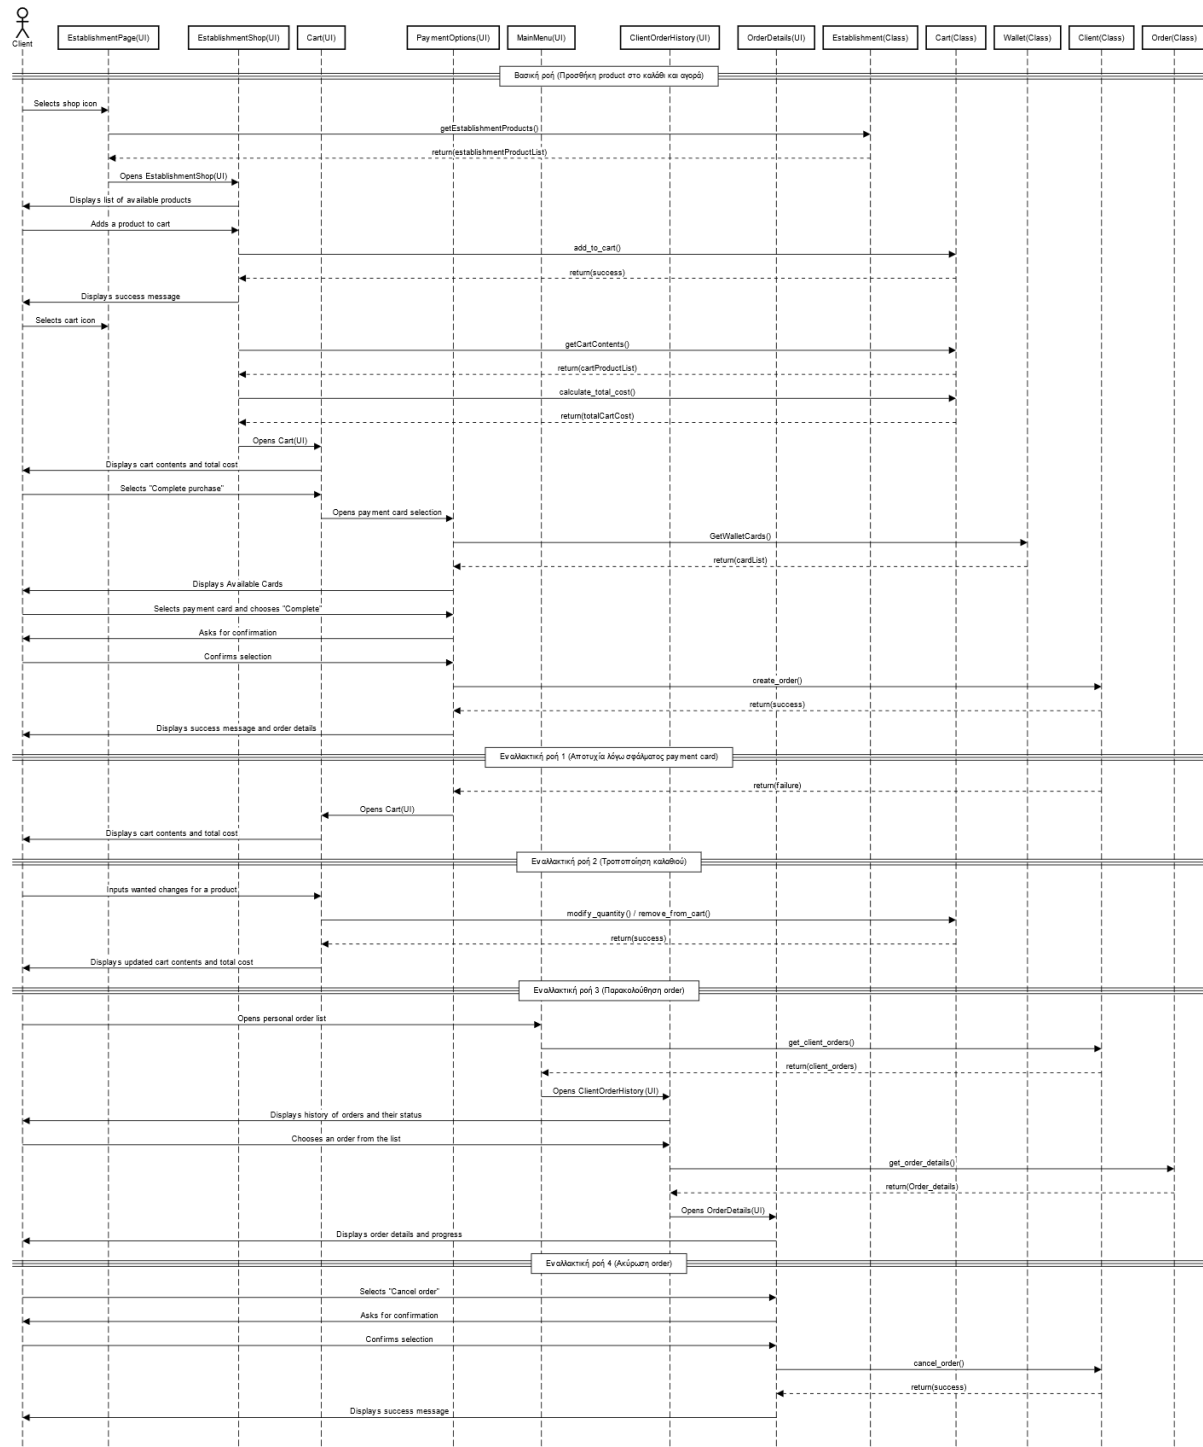 Client
EstablishmentPage(UI)
EstablishmentShop(UI)
Cart(UI)
PaymentOptions(UI)
MainMenu(UI)
ClientOrderHistory(UI)
OrderDetails(UI)
Establishment(Class)
Cart(Class)
Wallet(Class)
Client(Class)
Order(Class)
Βασική ροή (Προσθήκη product στο καλάθι και αγορά)
Selects shop icon
getEstablishmentProducts()
return(establishmentProductList)
Opens EstablishmentShop(UI)
Displays list of available products
Adds a product to cart
add_to_cart()
return(success)
Displays success message
Selects cart icon
getCartContents()
return(cartProductList)
calculate_total_cost()
return(totalCartCost)
Opens Cart(UI)
Displays cart contents and total cost
Selects "Complete purchase"
Opens payment card selection
GetWalletCards()
return(cardList)
Displays Available Cards
Selects payment card and chooses "Complete"
Asks for confirmation
Confirms selection
create_order()
return(success)
Displays success message and order details
Εναλλακτική ροή 1 (Αποτυχία λόγω σφάλματος payment card)
return(failure)
Opens Cart(UI)
Displays cart contents and total cost
Εναλλακτική ροή 2 (Τροποποίηση καλαθιού)
Inputs wanted changes for a product
modify_quantity() / remove_from_cart()
return(success)
Displays updated cart contents and total cost
Εναλλακτική ροή 3 (Παρακολούθηση order)
Opens personal order list
get_client_orders()
return(client_orders)
Opens ClientOrderHistory(UI)
Displays history of orders and their status
Chooses an order from the list
get_order_details()
return(Order_details)
Opens OrderDetails(UI)
Displays order details and progress
Εναλλακτική ροή 4 (Ακύρωση order)
Selects "Cancel order"
Asks for confirmation
Confirms selection
cancel_order()
return(success)
Displays success message